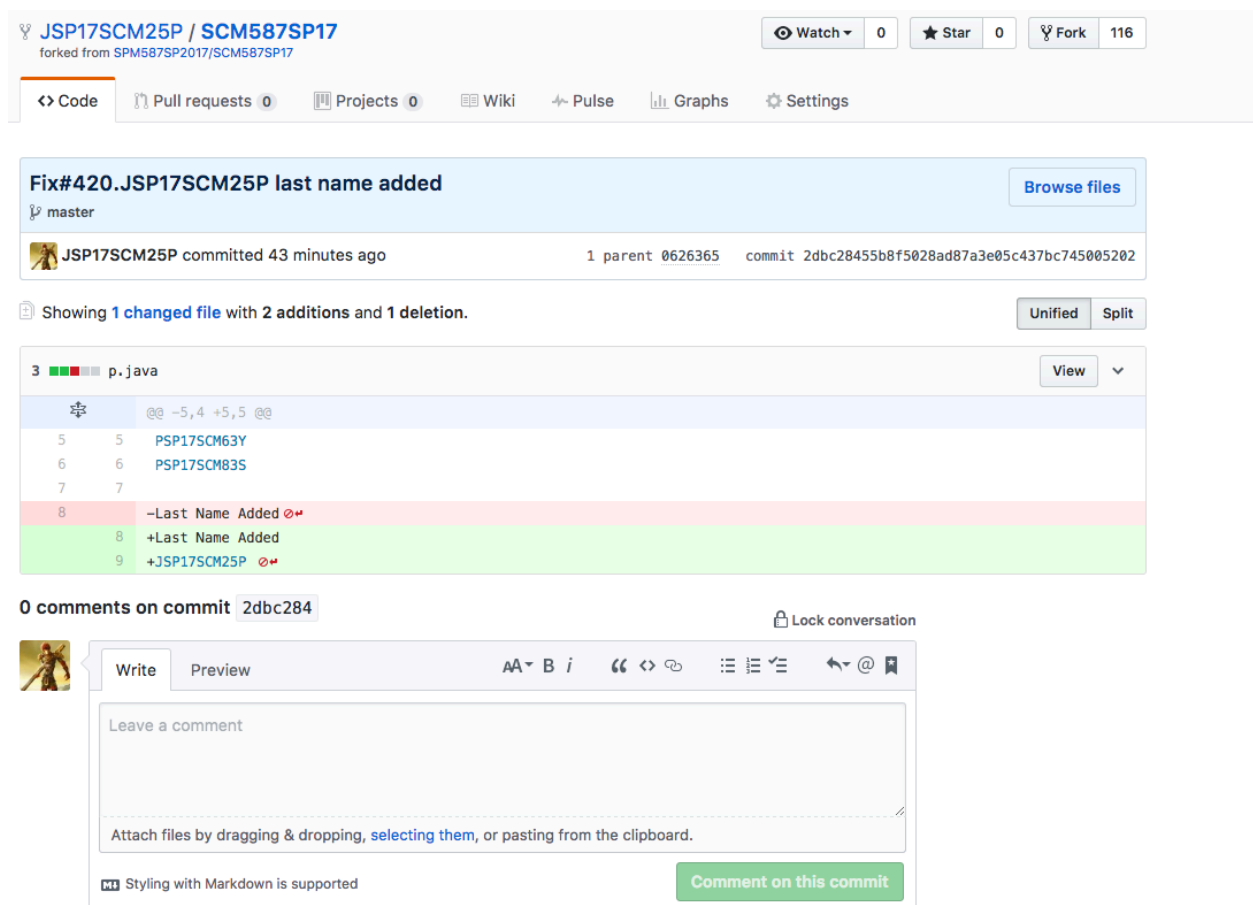 JSP17SCM25P / SCM587SP17
forked from SPM587SP2017/SCM587SP17
Watch 0 Star 0 Fork 116
Code Pull requests 0 Projects 0 Wiki Pulse Graphs Settings
Fix#420.JSP17SCM25P last name added
Browse files
master
JSP17SCM25P committed 43 minutes ago 1 parent 0626365 commit 2dbc28455b8f5028ad87a3e05c437bc745005202
Showing 1 changed file with 2 additions and 1 deletion. Unified Split
3 p.java View
@@ -5,4 +5,5 @@
5 5 PSP17SCM63Y
6 6 PSP17SCM83S
7 7
8 -Last Name Added
8 +Last Name Added
9 +JSP17SCM25P
0 comments on commit 2dbc284
Lock conversation
Write Preview AA B i
Leave a comment
Attach files by dragging & dropping, selecting them, or pasting from the clipboard.
Styling with Markdown is supported
Comment on this commit